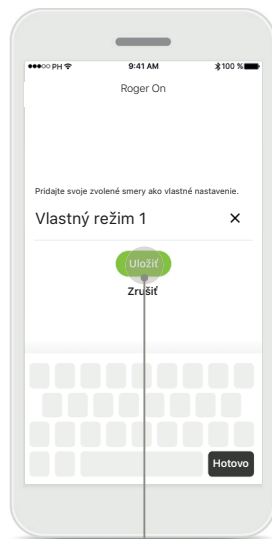 ●●●○○ PH 9:41 AM 100 %
Roger On
Pridajte svoje zvolené smery ako vlastné nastavenie.
Vlastný režim 1 ×
Uložiť
Zrušiť
Hotovo